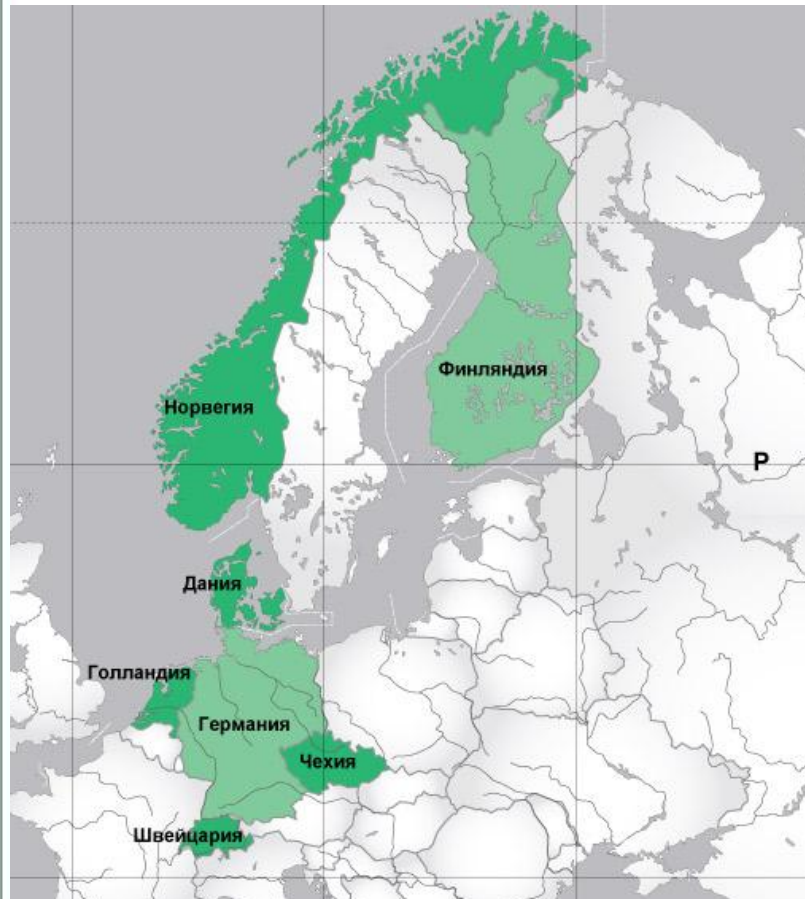 Финляндия
Норвегия
Р
Дания
Голландия
Германия
Чехия
Швейцария